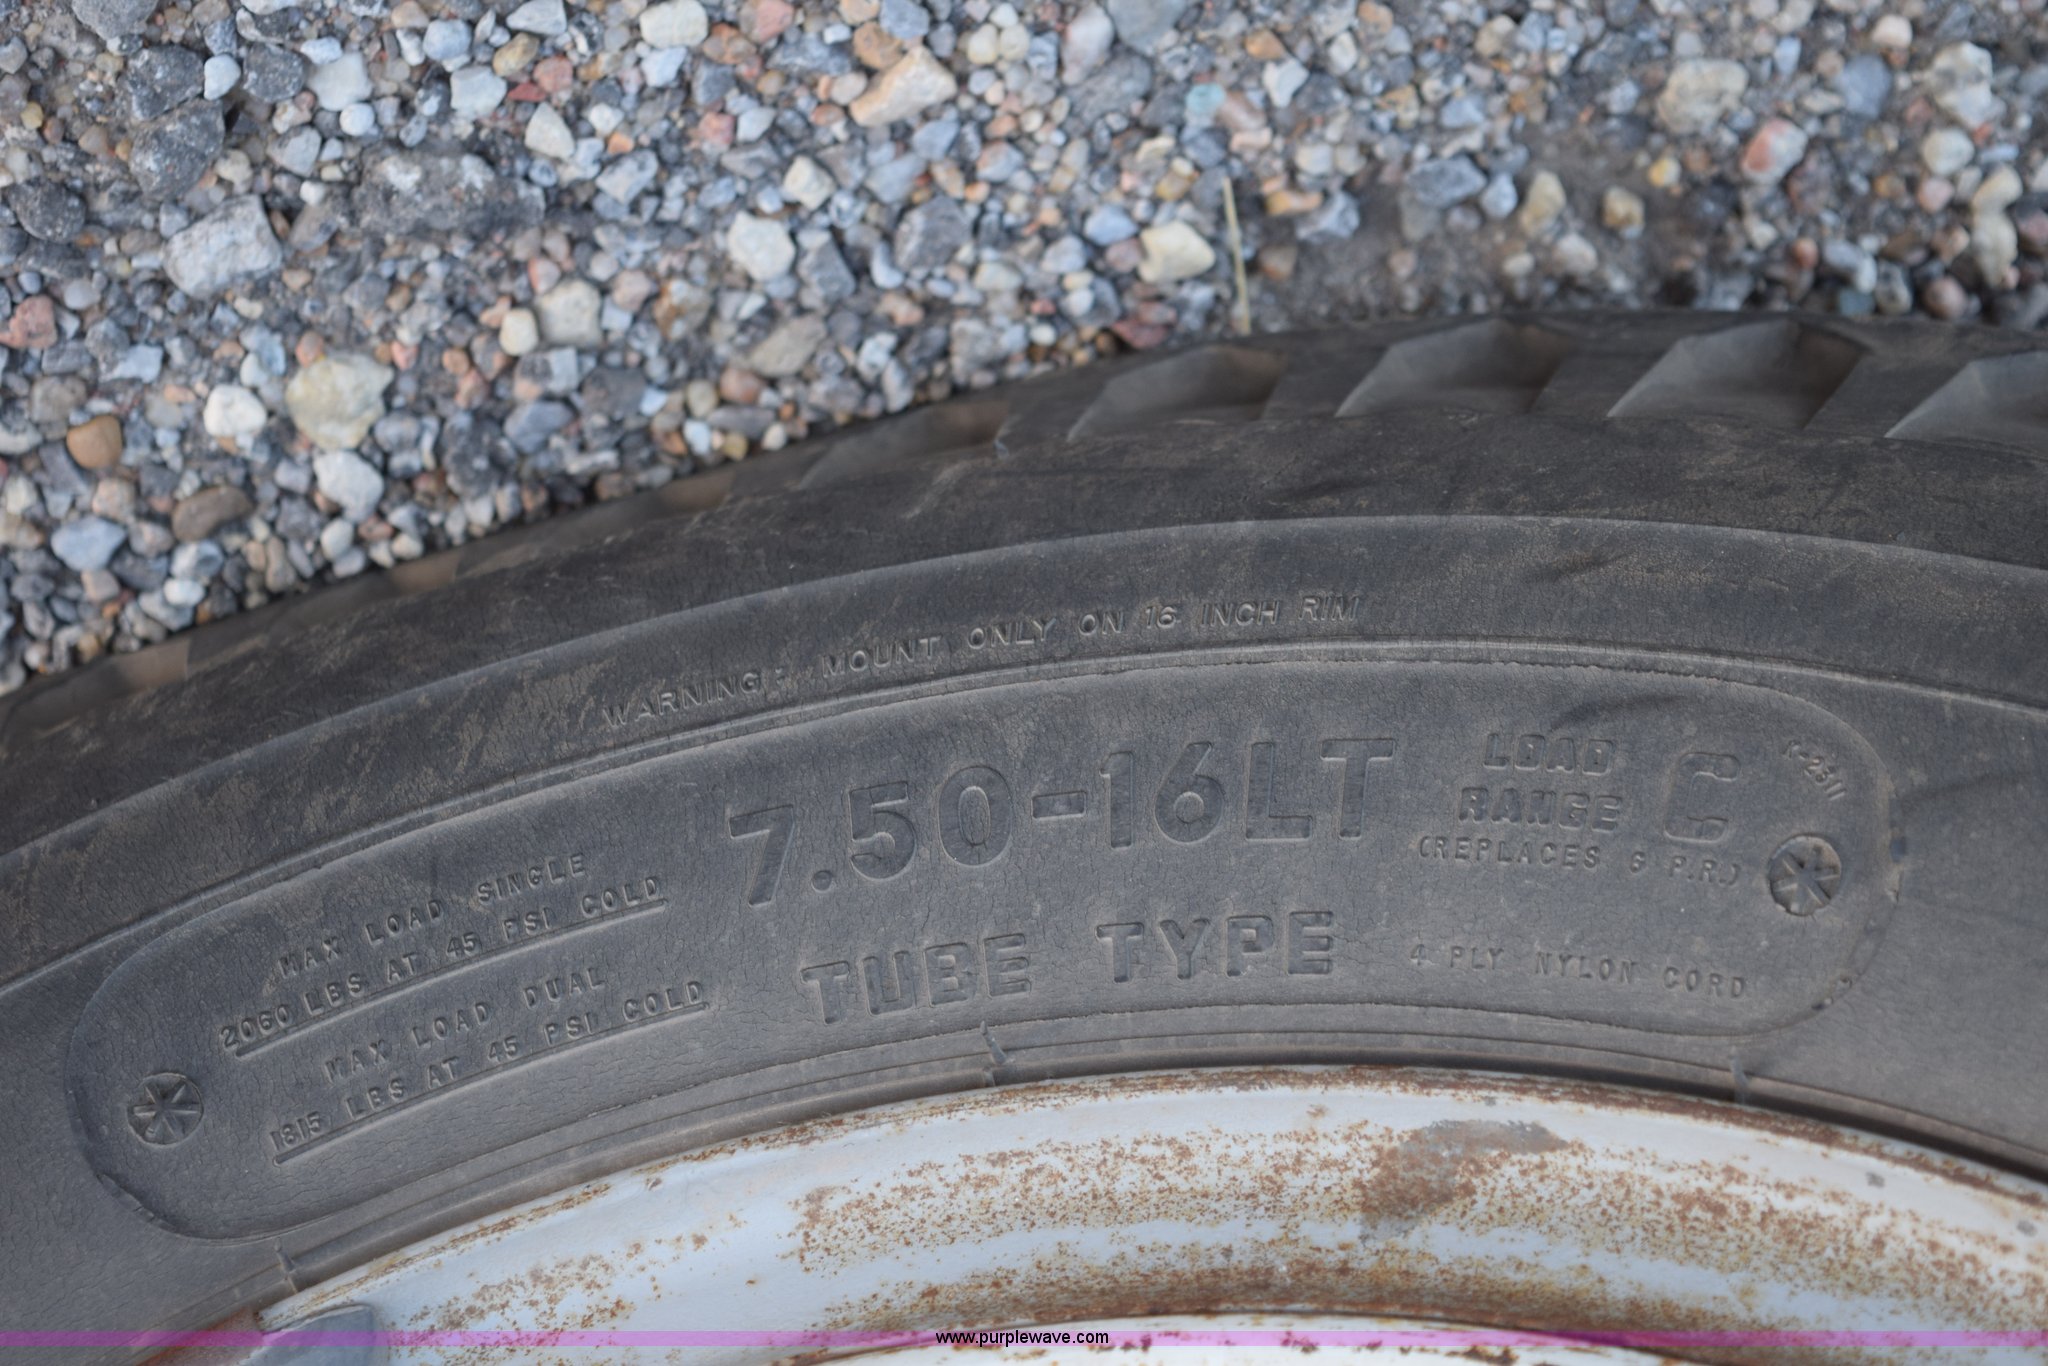 WARNING: MOUNT ONLY ON 16 INCH RIM
MAX LOAD SINGLE
2060 LBS AT 45 PSI COLD
MAX LOAD DUAL
1815 LBS AT 45 PSI COLD
7.50-16LT
TUBE TYPE
LOAD
RANGE C
(REPLACES 6 P.R.)
4 PLY NYLON CORD
K-2311
www.purplewave.com